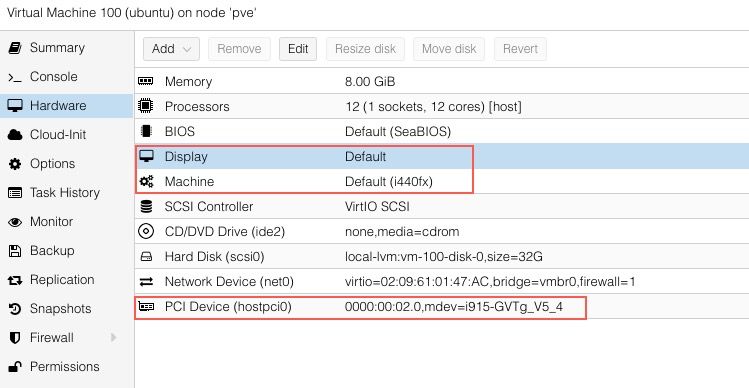 Virtual Machine 100 (ubuntu) on node 'pve'
Summary
Console
Hardware
Cloud-Init
Options
Task History
Monitor
Backup
Replication
Snapshots
Firewall
Permissions
Add Remove Edit Resize disk Move disk Revert
Memory 8.00 GiB
Processors 12 (1 sockets, 12 cores) [host]
BIOS Default (SeaBIOS)
Display Default
Machine Default (i440fx)
SCSI Controller VirtIO SCSI
CD/DVD Drive (ide2) none,media=cdrom
Hard Disk (scsi0) local-lvm:vm-100-disk-0,size=32G
Network Device (net0) virtio=02:09:61:01:47:AC,bridge=vmbr0,firewall=1
PCI Device (hostpci0) 0000:00:02.0,mdev=i915-GVTg_V5_4